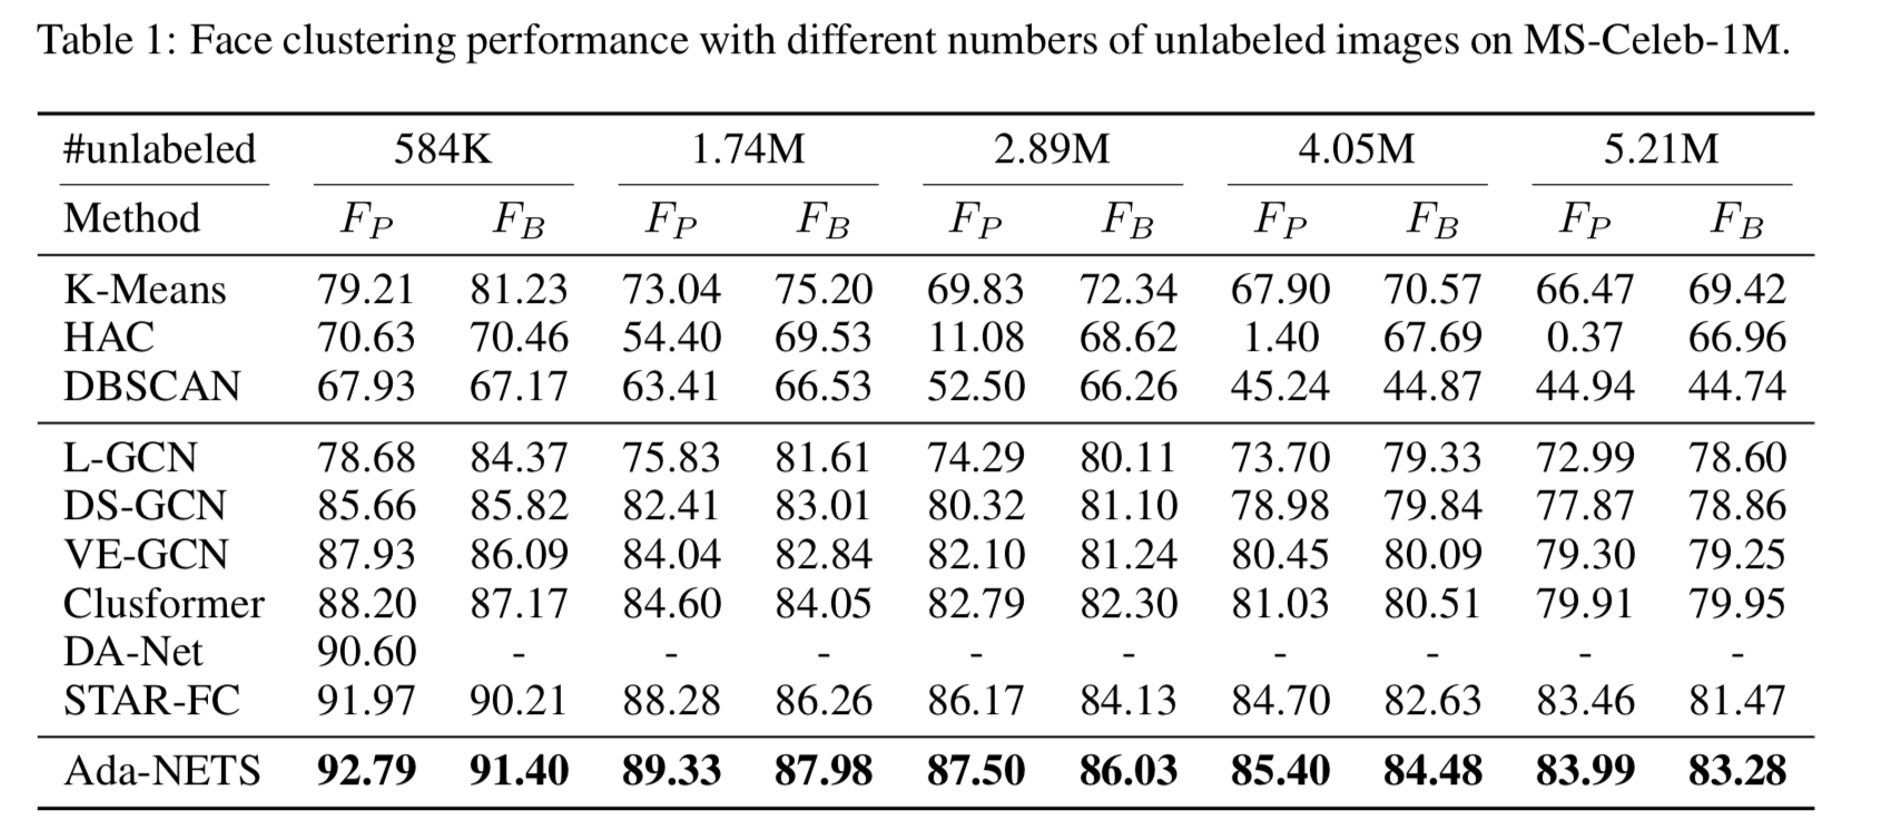 Table 1: Face clustering performance with different numbers of unlabeled images on MS-Celeb-1M.
#unlabeled 584K 1.74M 2.89M 4.05M 5.21M
Method F_P F_B F_P F_B F_P F_B F_P F_B F_P F_B
K-Means 79.21 81.23 73.04 75.20 69.83 72.34 67.90 70.57 66.47 69.42
HAC 70.63 70.46 54.40 69.53 11.08 68.62 1.40 67.69 0.37 66.96
DBSCAN 67.93 67.17 63.41 66.53 52.50 66.26 45.24 44.87 44.94 44.74
L-GCN 78.68 84.37 75.83 81.61 74.29 80.11 73.70 79.33 72.99 78.60
DS-GCN 85.66 85.82 82.41 83.01 80.32 81.10 78.98 79.84 77.87 78.86
VE-GCN 87.93 86.09 84.04 82.84 82.10 81.24 80.45 80.09 79.30 79.25
Clusformer 88.20 87.17 84.60 84.05 82.79 82.30 81.03 80.51 79.91 79.95
DA-Net 90.60 - - - - - - - - -
STAR-FC 91.97 90.21 88.28 86.26 86.17 84.13 84.70 82.63 83.46 81.47
Ada-NETS 92.79 91.40 89.33 87.98 87.50 86.03 85.40 84.48 83.99 83.28